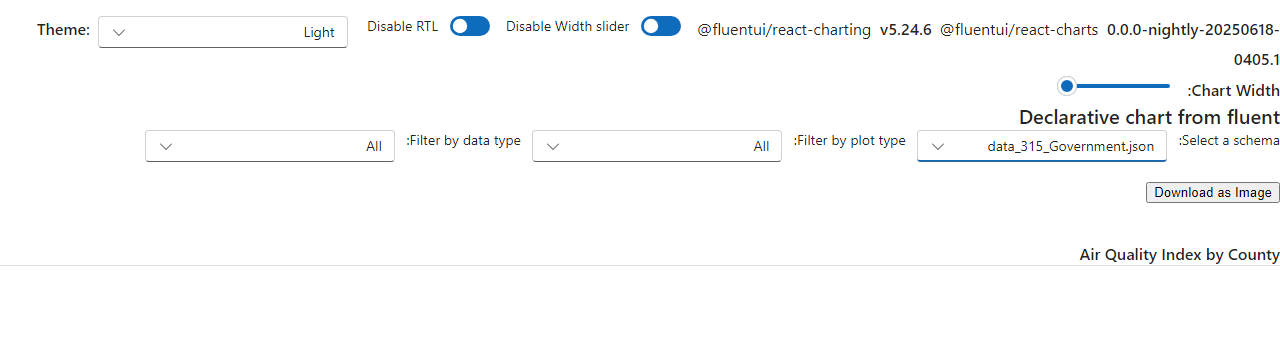 Theme: Light Disable RTL Disable Width slider @fluentui/react-charting v5.24.6 @fluentui/react-charts 0.0.0-nightly-20250618-
0405.1
:Chart Width
Declarative chart from fluent
:Select a schema data_315_Government.json :Filter by plot type All :Filter by data type All
Download as Image
Air Quality Index by County